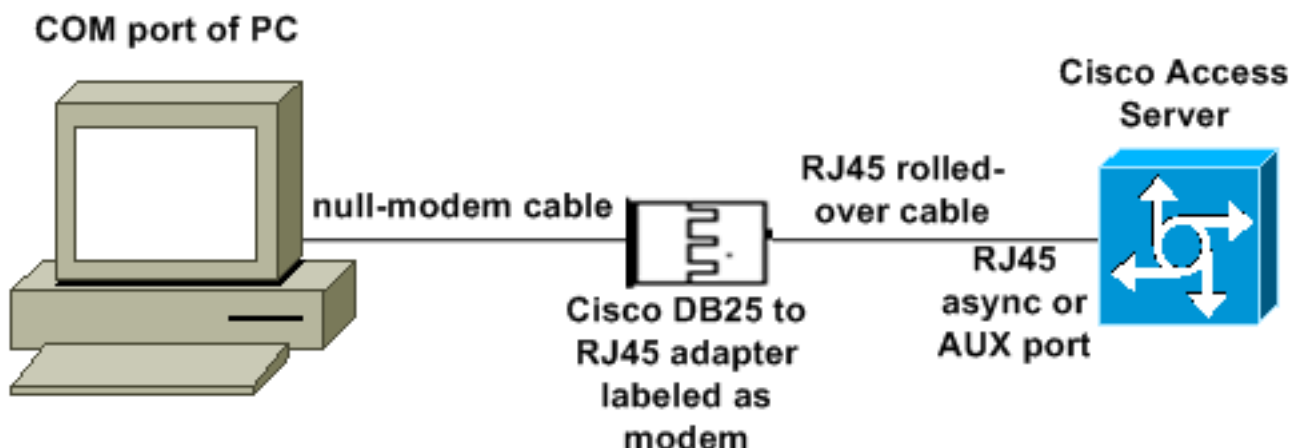 COM port of PC
null-modem cable
Cisco DB25 to
RJ45 adapter
labeled as
modem
RJ45 rolled-
over cable
RJ45
async or
AUX port
Cisco Access
Server